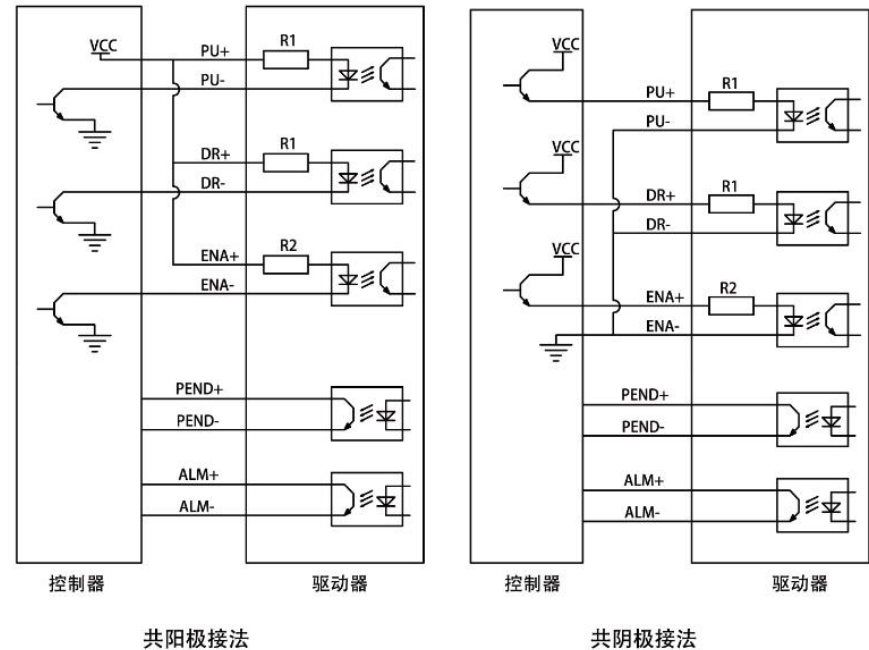 VCC
PU+
R1
PU-
DR+
R1
DR-
ENA+
R2
ENA-
PEND+
PEND-
ALM+
ALM-
控制器
驱动器
共阳极接法
VCC
PU+
R1
PU-
VCC
DR+
R1
DR-
VCC
ENA+
R2
ENA-
PEND+
PEND-
ALM+
ALM-
控制器
驱动器
共阴极接法